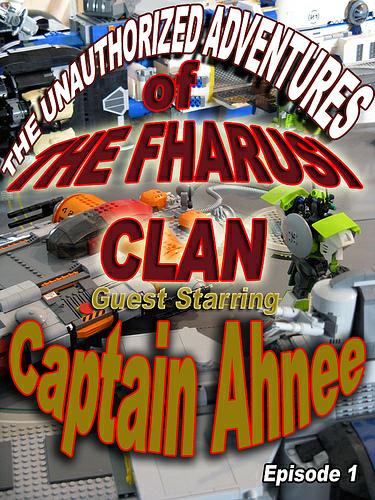 THE UNAUTHORIZED ADVENTURES
of
THE FHARUSI
CLAN
Guest Starring
Captain Ahnee
Episode 1